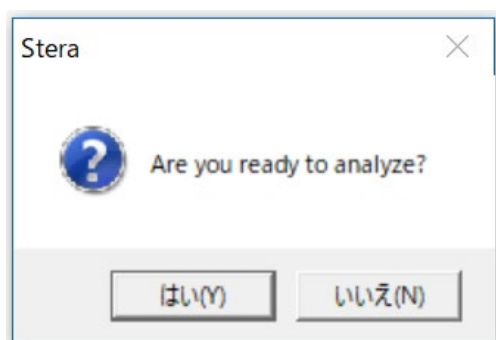 Stera
Are you ready to analyze?
はい(Y)
いいえ(N)